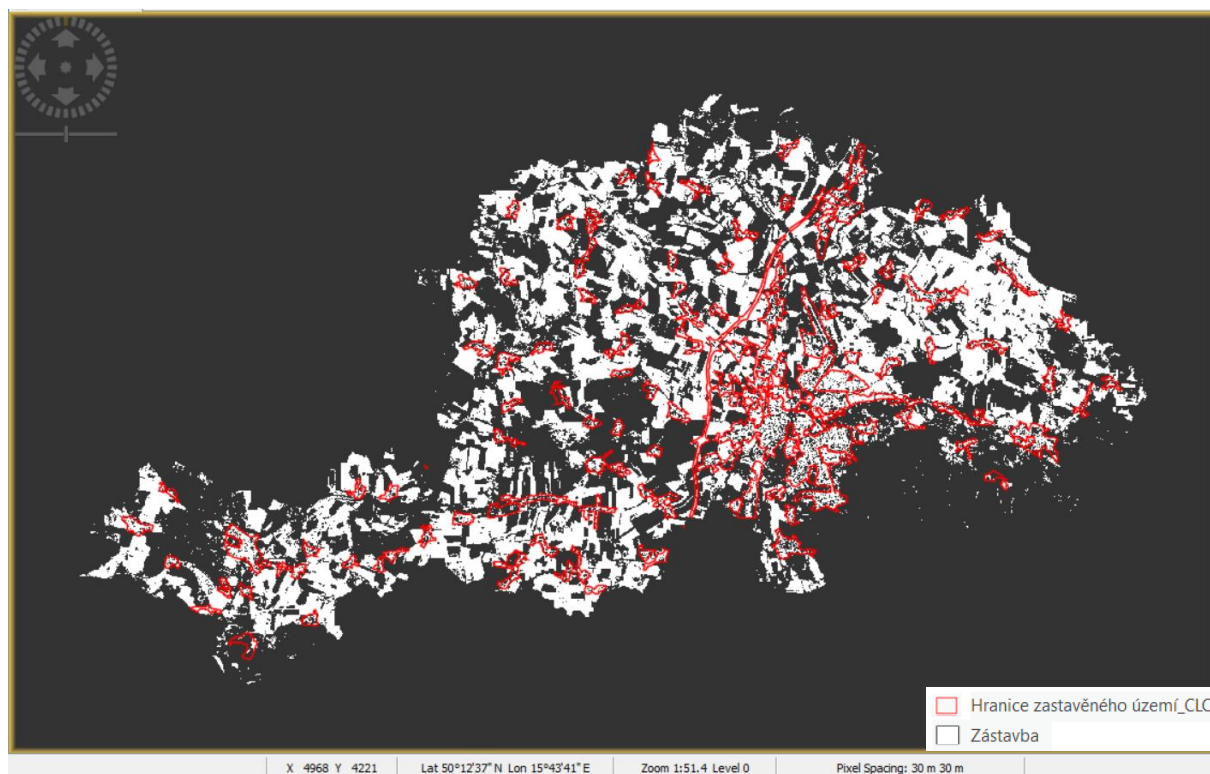 Hranice zastavěného území_CLC
Zástavba
X 4968 Y 4221 Lat 50°12'37" N Lon 15°43'41" E Zoom 1:51.4 Level 0 Pixel Spacing: 30 m 30 m